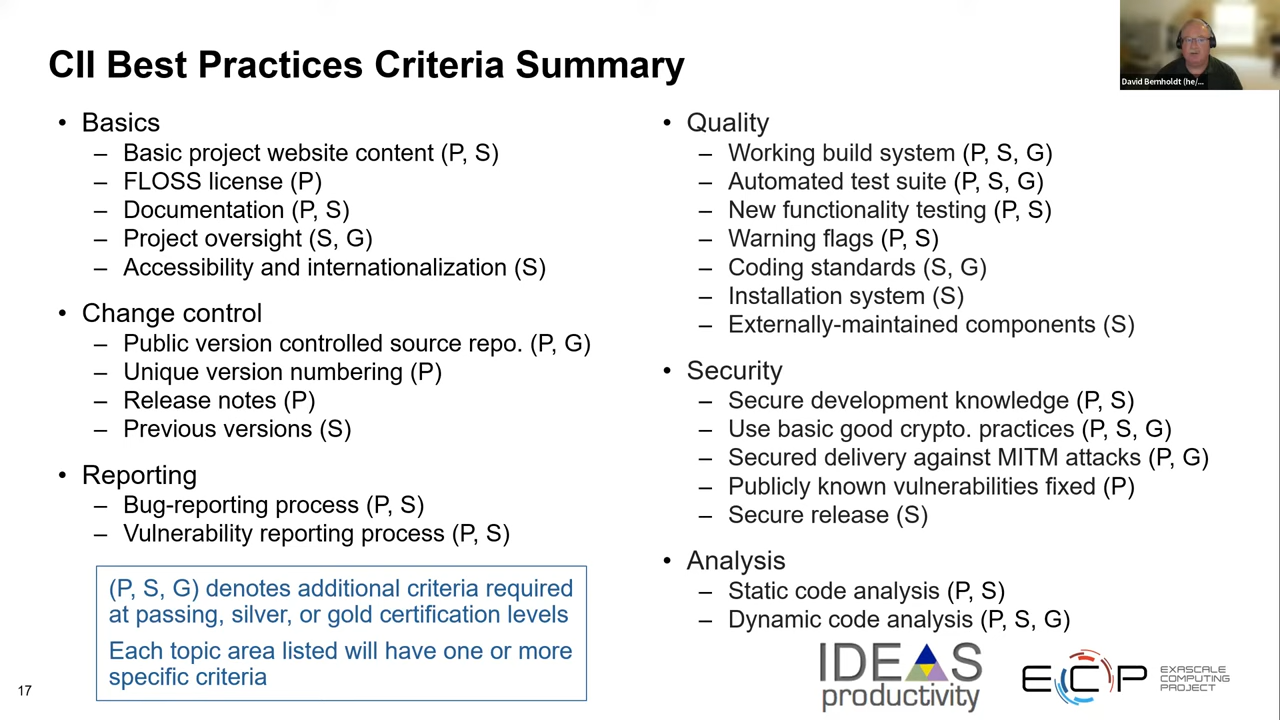 CII Best Practices Criteria Summary
David Bernholdt (he/...
• Basics
– Basic project website content (P, S)
– FLOSS license (P)
– Documentation (P, S)
– Project oversight (S, G)
– Accessibility and internationalization (S)
• Change control
– Public version controlled source repo. (P, G)
– Unique version numbering (P)
– Release notes (P)
– Previous versions (S)
• Reporting
– Bug-reporting process (P, S)
– Vulnerability reporting process (P, S)
(P, S, G) denotes additional criteria required
at passing, silver, or gold certification levels
Each topic area listed will have one or more
specific criteria
• Quality
– Working build system (P, S, G)
– Automated test suite (P, S, G)
– New functionality testing (P, S)
– Warning flags (P, S)
– Coding standards (S, G)
– Installation system (S)
– Externally-maintained components (S)
• Security
– Secure development knowledge (P, S)
– Use basic good crypto. practices (P, S, G)
– Secured delivery against MITM attacks (P, G)
– Publicly known vulnerabilities fixed (P)
– Secure release (S)
• Analysis
– Static code analysis (P, S)
– Dynamic code analysis (P, S, G)
17
IDEAS
productivity
ECP
EXASCALE
COMPUTING
PROJECT